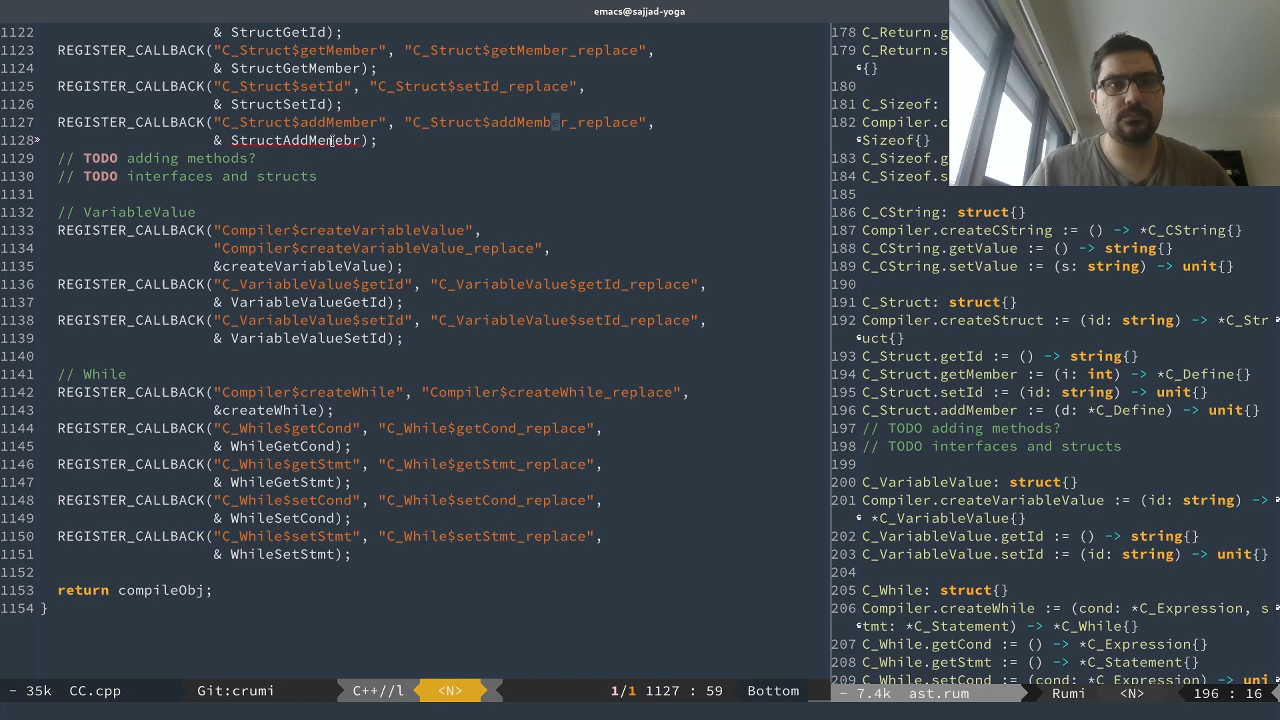 emacs@sajjad-yoga
1122 & StructGetId);
1123 REGISTER_CALLBACK("C_Struct$getMember", "C_Struct$getMember_replace",
1124 & StructGetMember);
1125 REGISTER_CALLBACK("C_Struct$setId", "C_Struct$setId_replace",
1126 & StructSetId);
1127 REGISTER_CALLBACK("C_Struct$addMember", "C_Struct$addMember_replace",
1128 & StructAddMemebr);
1129 // TODO adding methods?
1130 // TODO interfaces and structs
1131
1132 // VariableValue
1133 REGISTER_CALLBACK("Compiler$createVariableValue",
1134 "Compiler$createVariableValue_replace",
1135 &createVariableValue);
1136 REGISTER_CALLBACK("C_VariableValue$getId", "C_VariableValue$getId_replace",
1137 & VariableValueGetId);
1138 REGISTER_CALLBACK("C_VariableValue$setId", "C_VariableValue$setId_replace",
1139 & VariableValueSetId);
1140
1141 // While
1142 REGISTER_CALLBACK("Compiler$createWhile", "Compiler$createWhile_replace",
1143 &createWhile);
1144 REGISTER_CALLBACK("C_While$getCond", "C_While$getCond_replace",
1145 & WhileGetCond);
1146 REGISTER_CALLBACK("C_While$getStmt", "C_While$getStmt_replace",
1147 & WhileGetStmt);
1148 REGISTER_CALLBACK("C_While$setCond", "C_While$setCond_replace",
1149 & WhileSetCond);
1150 REGISTER_CALLBACK("C_While$setStmt", "C_While$setStmt_replace",
1151 & WhileSetStmt);
1152
1153 return compileObj;
1154 }
- 35k CC.cpp Git:crumi C++//l <N> 1/1 1127 : 59 Bottom
178 C_Return.g
179 C_Return.s
{}
180
181 C_Sizeof:
182 Compiler.c
Sizeof{}
183 C_Sizeof.g
184 C_Sizeof.s
185
186 C_CString: struct{}
187 Compiler.createCString := () -> *C_CString{}
188 C_CString.getValue := () -> string{}
189 C_CString.setValue := (s: string) -> unit{}
190
191 C_Struct: struct{}
192 Compiler.createStruct := (id: string) -> *C_Str
uct{}
193 C_Struct.getId := () -> string{}
194 C_Struct.getMember := (i: int) -> *C_Define{}
195 C_Struct.setId := (id: string) -> unit{}
196 C_Struct.addMember := (d: *C_Define) -> unit{}
197 // TODO adding methods?
198 // TODO interfaces and structs
199
200 C_VariableValue: struct{}
201 Compiler.createVariableValue := (id: string) ->
*C_VariableValue{}
202 C_VariableValue.getId := () -> string{}
203 C_VariableValue.setId := (id: string) -> unit{}
204
205 C_While: struct{}
206 Compiler.createWhile := (cond: *C_Expression, s
tmt: *C_Statement) -> *C_While{}
207 C_While.getCond := () -> *C_Expression{}
208 C_While.getStmt := () -> *C_Statement{}
209 C_While.setCond := (cond: *C_Expression) -> uni
- 7.4k ast.rum Rumi <N> 196 : 16